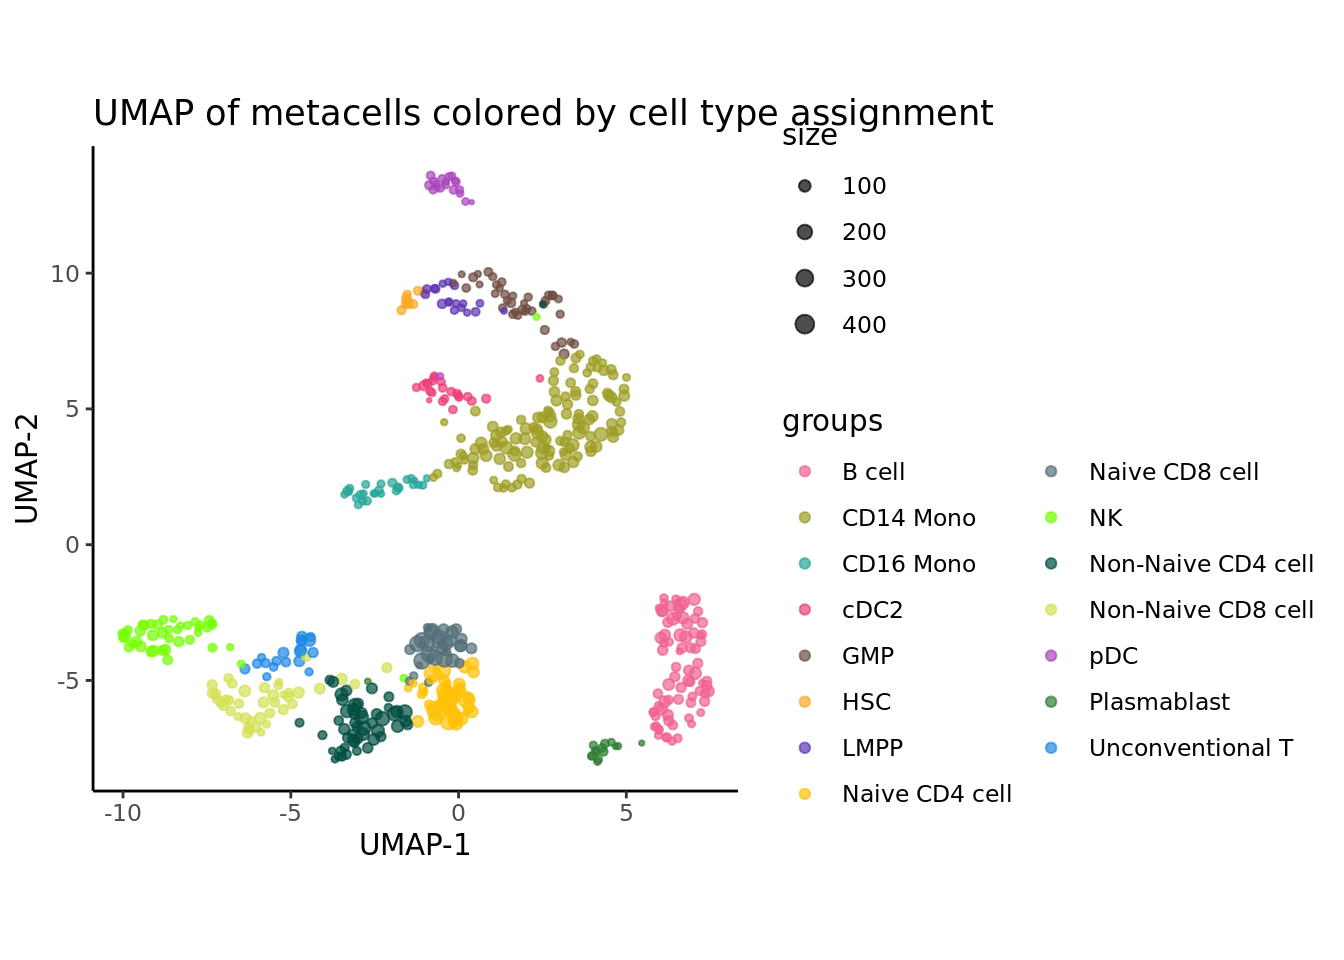 UMAP of metacells colored by cell type assignment
size
100
200
300
400
groups
B cell
CD14 Mono
CD16 Mono
cDC2
GMP
HSC
LMPP
Naive CD4 cell
Naive CD8 cell
NK
Non-Naive CD4 cell
Non-Naive CD8 cell
pDC
Plasmablast
Unconventional T
UMAP-2
10
5
0
-5
-10
-5
0
5
UMAP-1